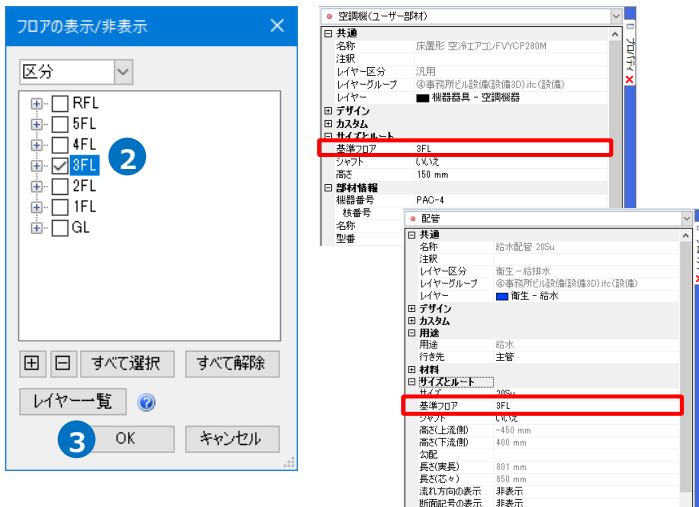 フロアの表示/非表示
区分
RFL
5FL
4FL
3FL
2
2FL
1FL
GL
すべて選択
すべて解除
レイヤー一覧
3
OK
キャンセル
空調機(ユーザー部材)
共通
名称 床置形 空冷エアコンFVYCP280M
注釈
レイヤー区分 汎用
レイヤーグループ ④事務所ビル設備(設備3D).ifc(設備)
レイヤー 機器器具 - 空調機器
デザイン
カスタム
サイズとルート
基準フロア 3FL
シャフト いいえ
高さ 150 mm
部材情報
機器番号 PAC-4
枝番号
名称
型番
プロパティ
配管
共通
名称 給水配管 20Su
注釈
レイヤー区分 衛生－給排水
レイヤーグループ ④事務所ビル設備(設備3D).ifc(設備)
レイヤー 衛生 - 給水
デザイン
カスタム
用途
用途 給水
行き先 主管
材料
サイズとルート
サイズ 20Su
基準フロア 3FL
シャフト いいえ
高さ(上流側) -450 mm
高さ(下流側) 400 mm
勾配
長さ(実長) 801 mm
長さ(芯々) 850 mm
流れ方向の表示 非表示
断面記号の表示 非表示